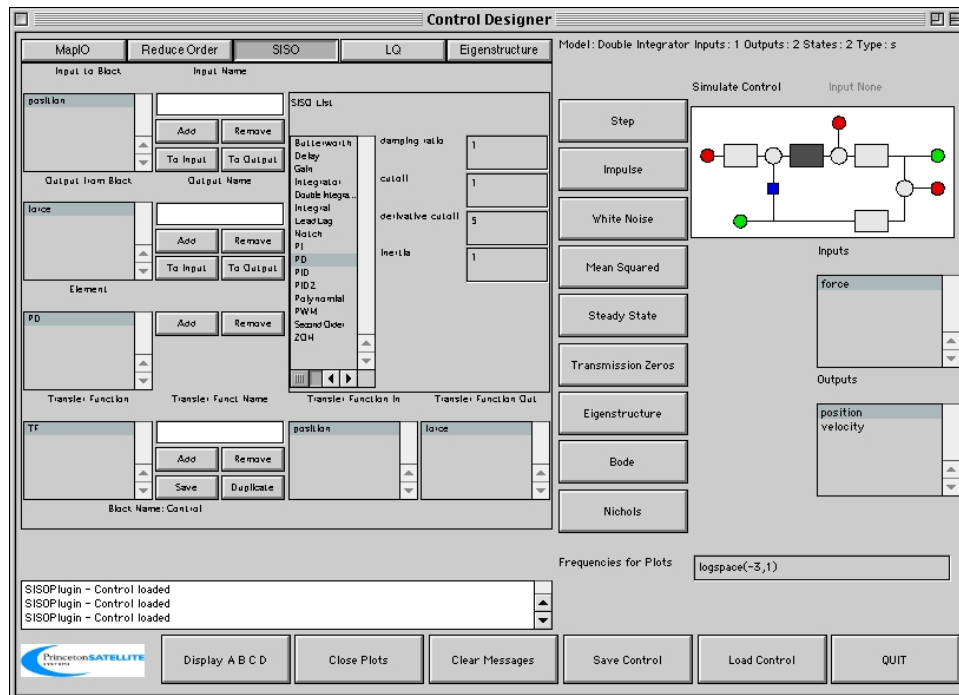 Control Designer
MapIO Reduce Order SISO LQ Eigenstructure
Model: Double Integrator Inputs: 1 Outputs: 2 States: 2 Type: s
Input to Block Input Name
Simulate Control Input None
position
SISO List
Add Remove
To Input To Output
Output from Block Output Name
force
Add Remove
To Input To Output
Element
PD
Add Remove
Butterworth
Delay
Gain
Integrator
Double Integra...
Integral
LeadLag
Notch
PI
PD
PID
PID2
Polynomial
PWM
Second Order
ZOH
damping ratio 1
cutoff 1
derivative cutoff 5
Inertia 1
Transfer Function Transfer Funct Name Transfer Function In Transfer Function Out
TF
position
force
Add Remove
Save Duplicate
Block Name: Control
Step
Impulse
White Noise
Mean Squared
Steady State
Transmission Zeros
Eigenstructure
Bode
Nichols
Inputs
force
Outputs
position
velocity
Frequencies for Plots logspace(-3,1)
SISOPlugin - Control loaded
SISOPlugin - Control loaded
SISOPlugin - Control loaded
PrincetonSATELLITE
SYSTEMS
Display A B C D Close Plots Clear Messages Save Control Load Control QUIT